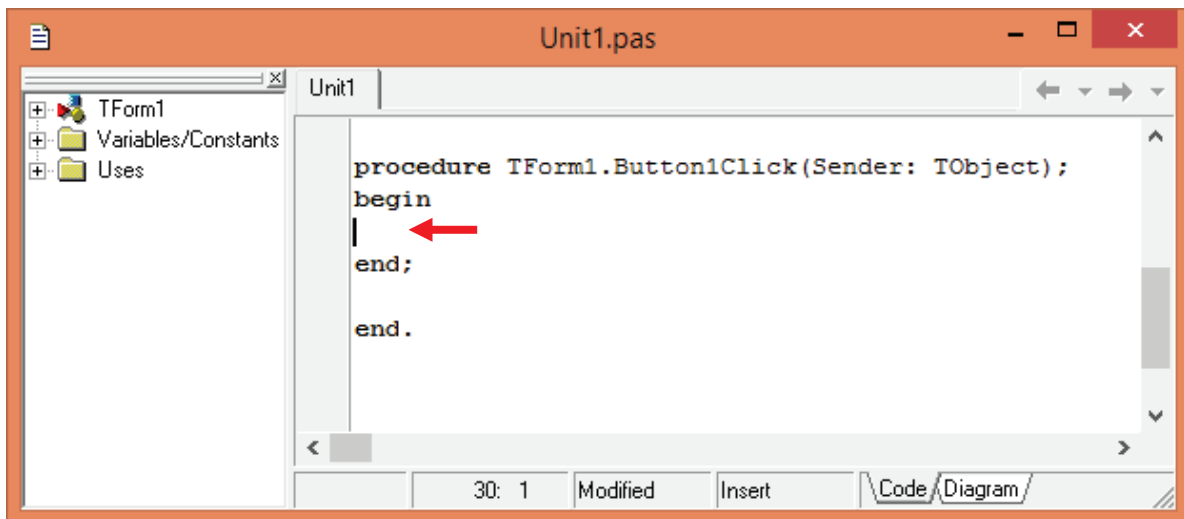 Unit1.pas
TForm1
Variables/Constants
Uses
Unit1
procedure TForm1.Button1Click(Sender: TObject);
begin
end;
end.
30: 1 Modified Insert Code Diagram